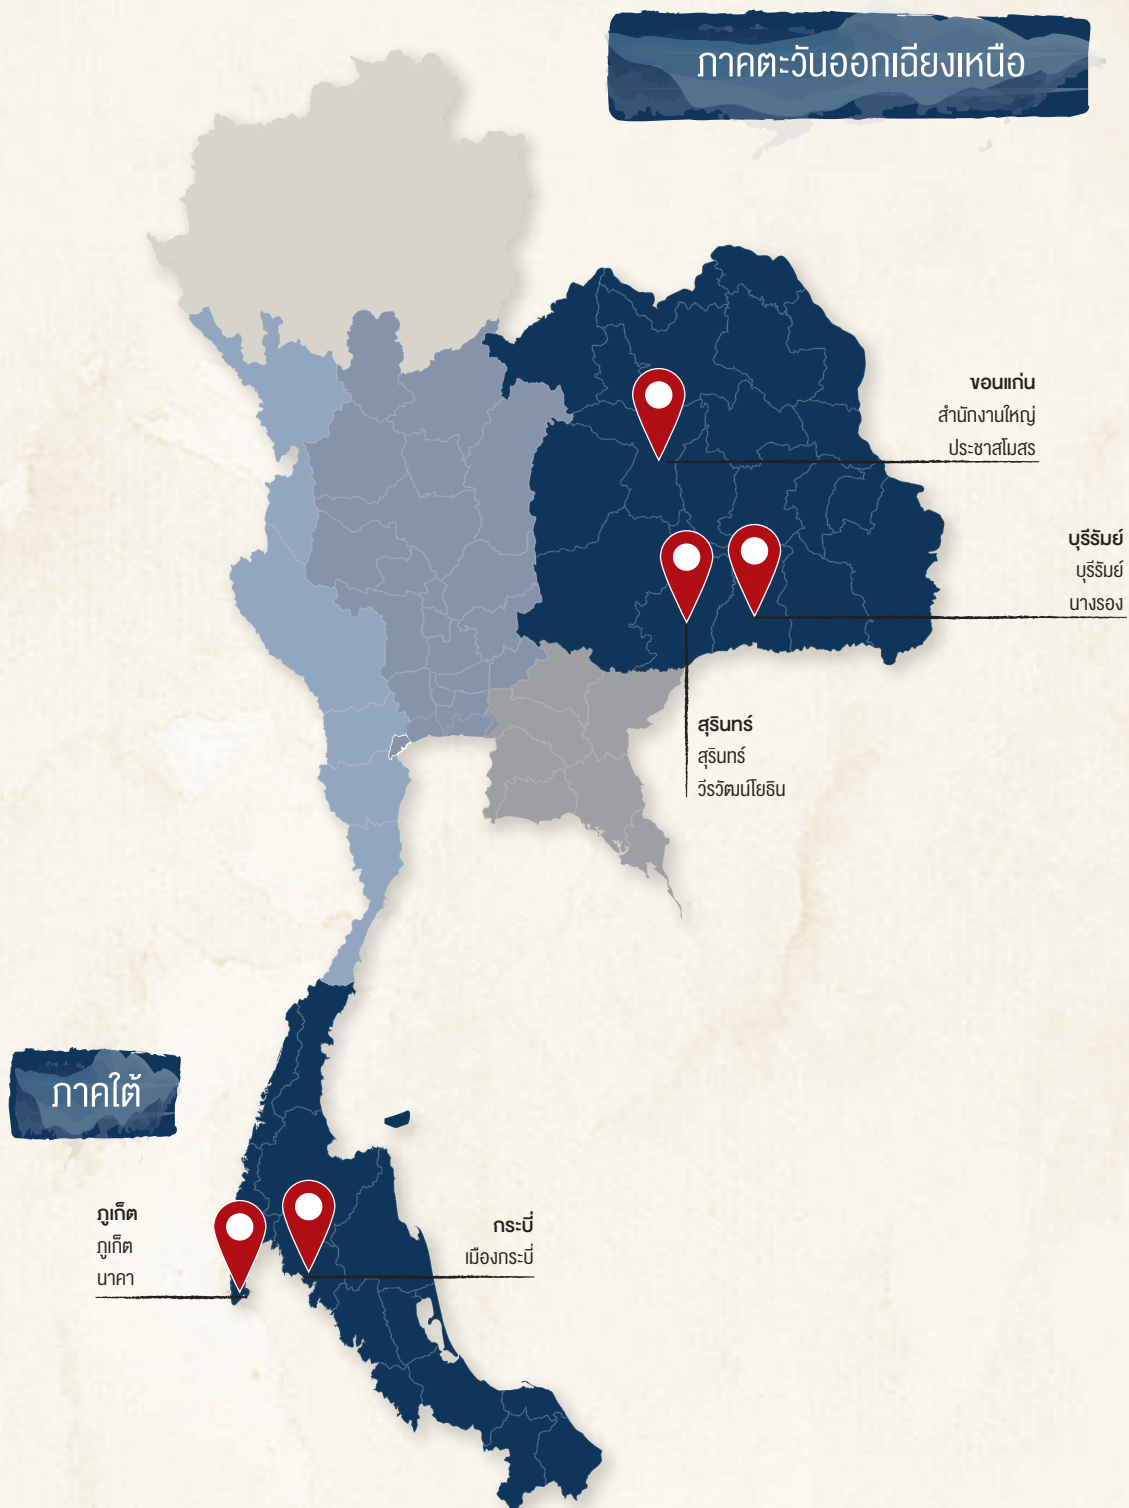 ภาคตะวันออกเฉียงเหนือ
ขอนแก่น
สำนักงานใหญ่
ประชาสโมสร
บุรีรัมย์
บุรีรัมย์
นางรอง
สุรินทร์
สุรินทร์
วีรวัฒน์โยธิน
ภาคใต้
ภูเก็ต
ภูเก็ต
นาคา
กระบี่
เมืองกระบี่